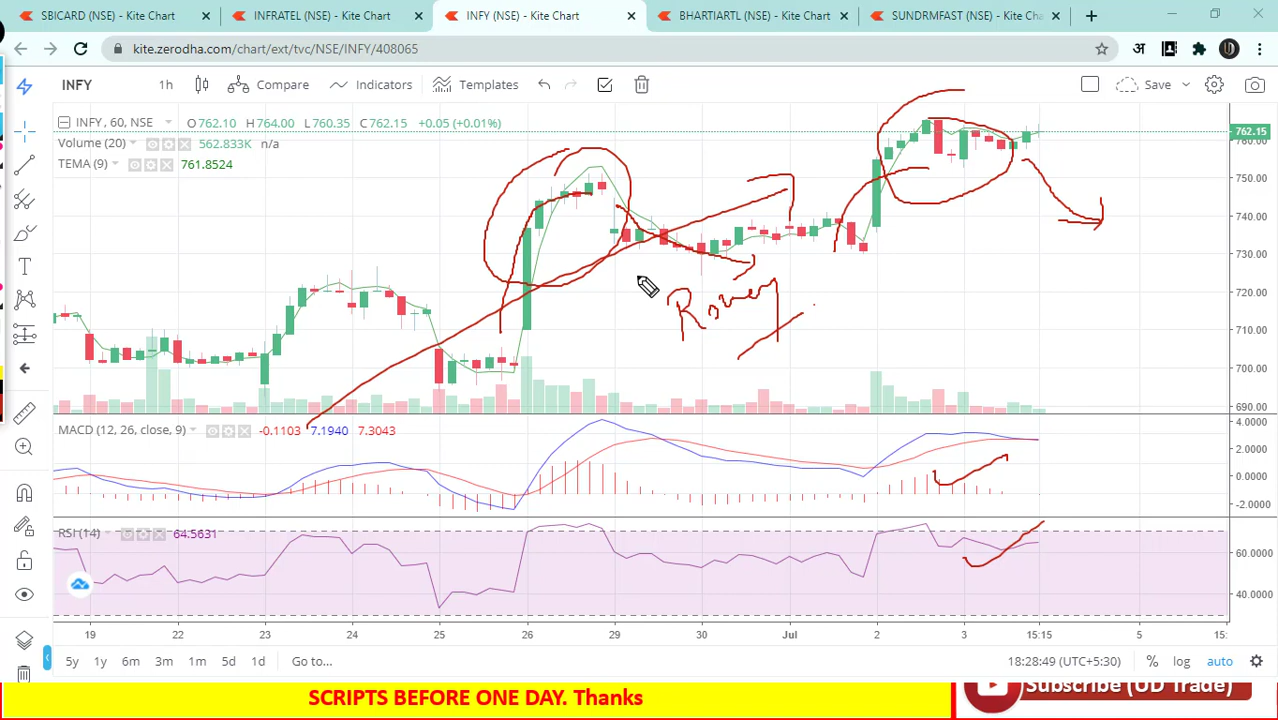 SBICARD (NSE) - Kite Chart
INFRATEL (NSE) - Kite Chart
INFY (NSE) - Kite Chart
BHARTIARTL (NSE) - Kite Chart
SUNDRMFAST (NSE) - Kite Cha
kite.zerodha.com/chart/ext/tvc/NSE/INFY/408065
अ
INFY 1h Compare Indicators Templates Save
INFY, 60, NSE O762.10 H764.00 L760.35 C762.15 +0.05 (+0.01%)
Volume (20) 562.833K n/a
TEMA (9) 761.8524
762.15
760.00
750.00
740.00
730.00
720.00
710.00
700.00
690.00
MACD (12, 26, close, 9) -0.1103 7.1940 7.3043
4.0000
2.0000
0.0000
-2.0000
RSI (14) 64.5631
60.0000
40.0000
19 22 23 24 25 26 29 30 Jul 2 3 15:15 5 15:
5y 1y 6m 3m 1m 5d 1d Go to... 18:28:49 (UTC+5:30) % log auto
SCRIPTS BEFORE ONE DAY. Thanks
Subscribe (UD Trade)